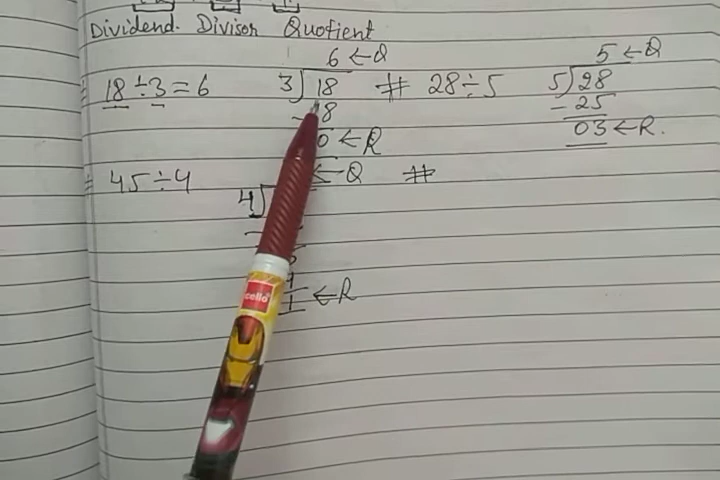 Dividend. Divisor Quotient
6 ← Q
5 ← Q
18 ÷ 3 = 6 3)18 # 28 ÷ 5 5)28
- 25
0 ← R
03 ← R.
45 ÷ 4 ← Q #
4)
1 ← R
cello